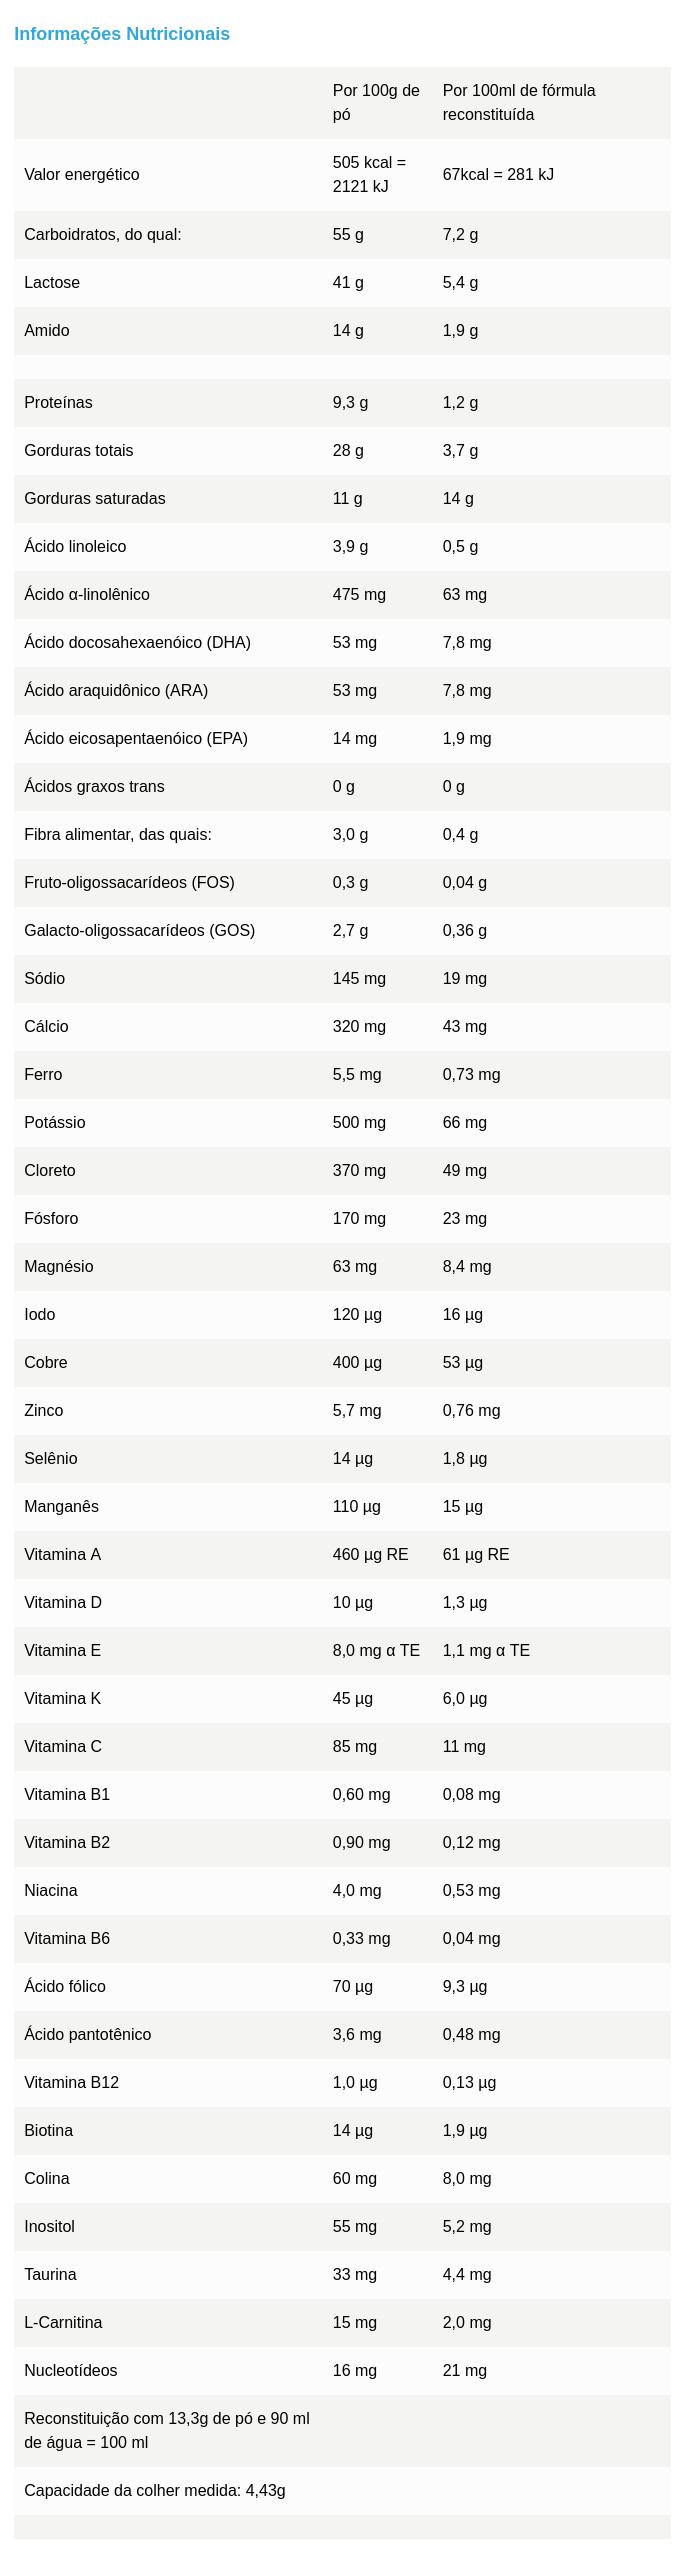 Informações Nutricionais
Por 100g de Por 100ml de fórmula
pó reconstituída
Valor energético 505 kcal = 2121 kJ 67kcal = 281 kJ
Carboidratos, do qual: 55 g 7,2 g
Lactose 41 g 5,4 g
Amido 14 g 1,9 g
Proteínas 9,3 g 1,2 g
Gorduras totais 28 g 3,7 g
Gorduras saturadas 11 g 14 g
Ácido linoleico 3,9 g 0,5 g
Ácido α-linolênico 475 mg 63 mg
Ácido docosahexaenóico (DHA) 53 mg 7,8 mg
Ácido araquidônico (ARA) 53 mg 7,8 mg
Ácido eicosapentaenóico (EPA) 14 mg 1,9 mg
Ácidos graxos trans 0 g 0 g
Fibra alimentar, das quais: 3,0 g 0,4 g
Fruto-oligossacarídeos (FOS) 0,3 g 0,04 g
Galacto-oligossacarídeos (GOS) 2,7 g 0,36 g
Sódio 145 mg 19 mg
Cálcio 320 mg 43 mg
Ferro 5,5 mg 0,73 mg
Potássio 500 mg 66 mg
Cloreto 370 mg 49 mg
Fósforo 170 mg 23 mg
Magnésio 63 mg 8,4 mg
Iodo 120 µg 16 µg
Cobre 400 µg 53 µg
Zinco 5,7 mg 0,76 mg
Selênio 14 µg 1,8 µg
Manganês 110 µg 15 µg
Vitamina A 460 µg RE 61 µg RE
Vitamina D 10 µg 1,3 µg
Vitamina E 8,0 mg α TE 1,1 mg α TE
Vitamina K 45 µg 6,0 µg
Vitamina C 85 mg 11 mg
Vitamina B1 0,60 mg 0,08 mg
Vitamina B2 0,90 mg 0,12 mg
Niacina 4,0 mg 0,53 mg
Vitamina B6 0,33 mg 0,04 mg
Ácido fólico 70 µg 9,3 µg
Ácido pantotênico 3,6 mg 0,48 mg
Vitamina B12 1,0 µg 0,13 µg
Biotina 14 µg 1,9 µg
Colina 60 mg 8,0 mg
Inositol 55 mg 5,2 mg
Taurina 33 mg 4,4 mg
L-Carnitina 15 mg 2,0 mg
Nucleotídeos 16 mg 21 mg
Reconstituição com 13,3g de pó e 90 ml
de água = 100 ml
Capacidade da colher medida: 4,43g